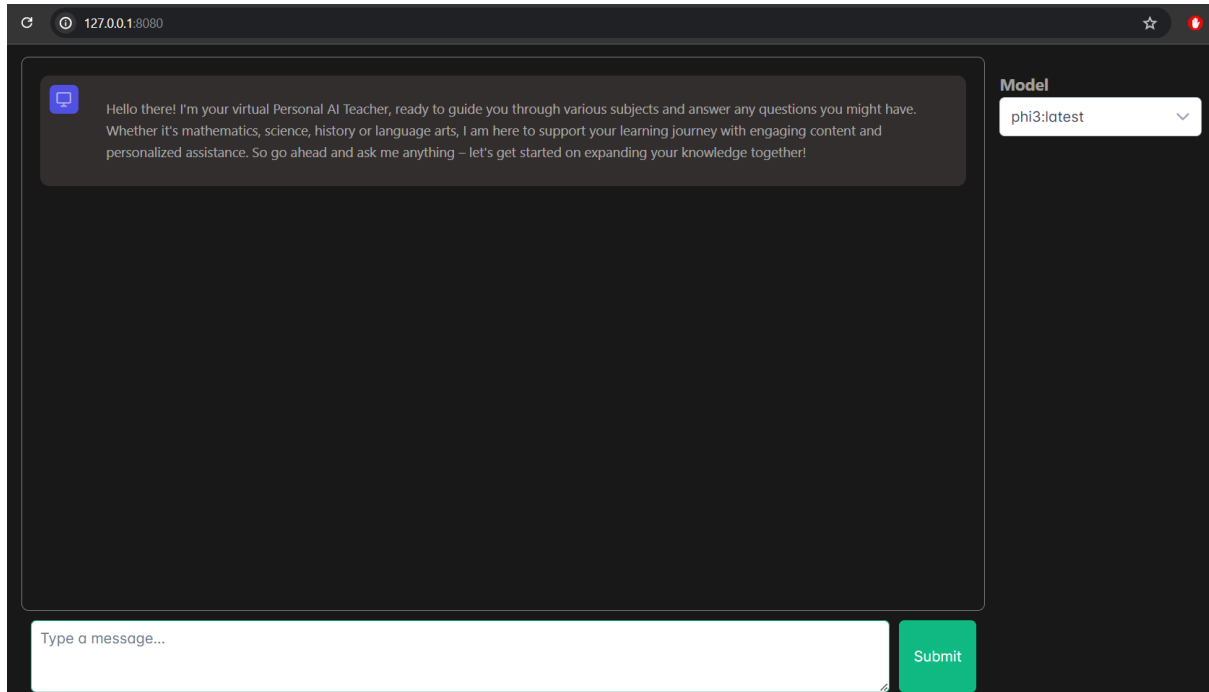 127.0.0.1:8080
Hello there! I'm your virtual Personal AI Teacher, ready to guide you through various subjects and answer any questions you might have.
Whether it's mathematics, science, history or language arts, I am here to support your learning journey with engaging content and
personalized assistance. So go ahead and ask me anything – let's get started on expanding your knowledge together!
Model
phi3:latest
Type a message...
Submit